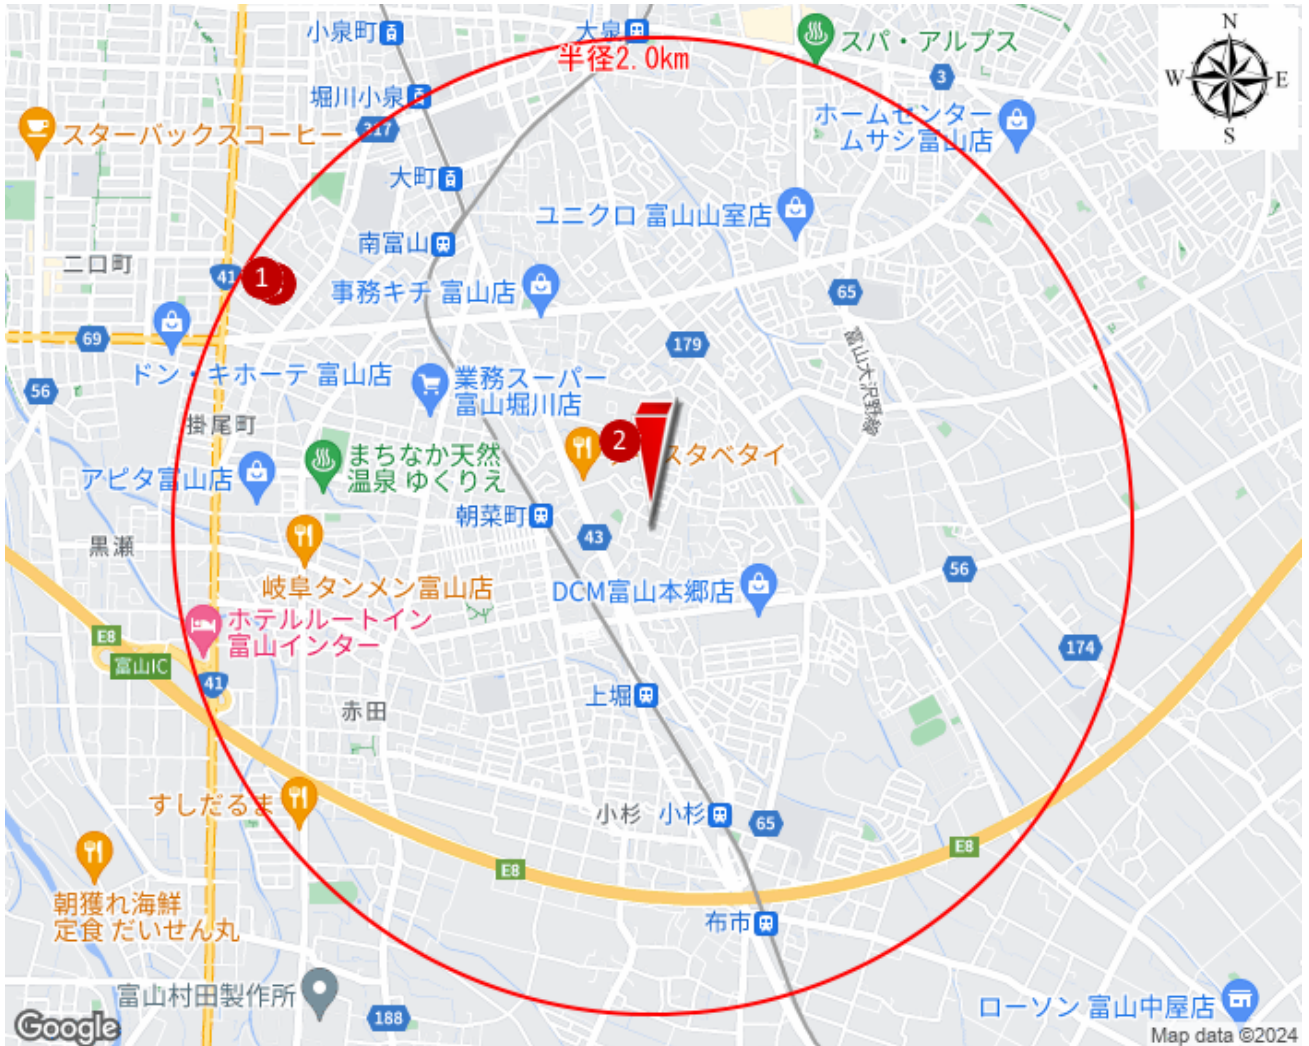 小泉町
大泉
半径2.0km
スパ・アルプス
N
W
E
S
3
堀川小泉
317
スターバックスコーヒー
ホームセンター
ムサシ富山店
大町
ユニクロ 富山山室店
南富山
二口町
41
1
事務キチ 富山店
65
69
179
富山大沢野線
ドン・キホーテ 富山店
56
業務スーパー
富山堀川店
掛尾町
2
スタベタイ
まちなか天然
温泉 ゆくりえ
アピタ富山店
朝菜町
43
黒瀬
56
岐阜タンメン富山店
DCM富山本郷店
ホテルルートイン
富山インター
E8
174
富山IC
41
上堀
赤田
すしだるま
小杉
小杉
65
E8
E8
朝獲れ海鮮
定食 だいせん丸
布市
富山村田製作所
188
ローソン 富山中屋店
Google
Map data ©2024